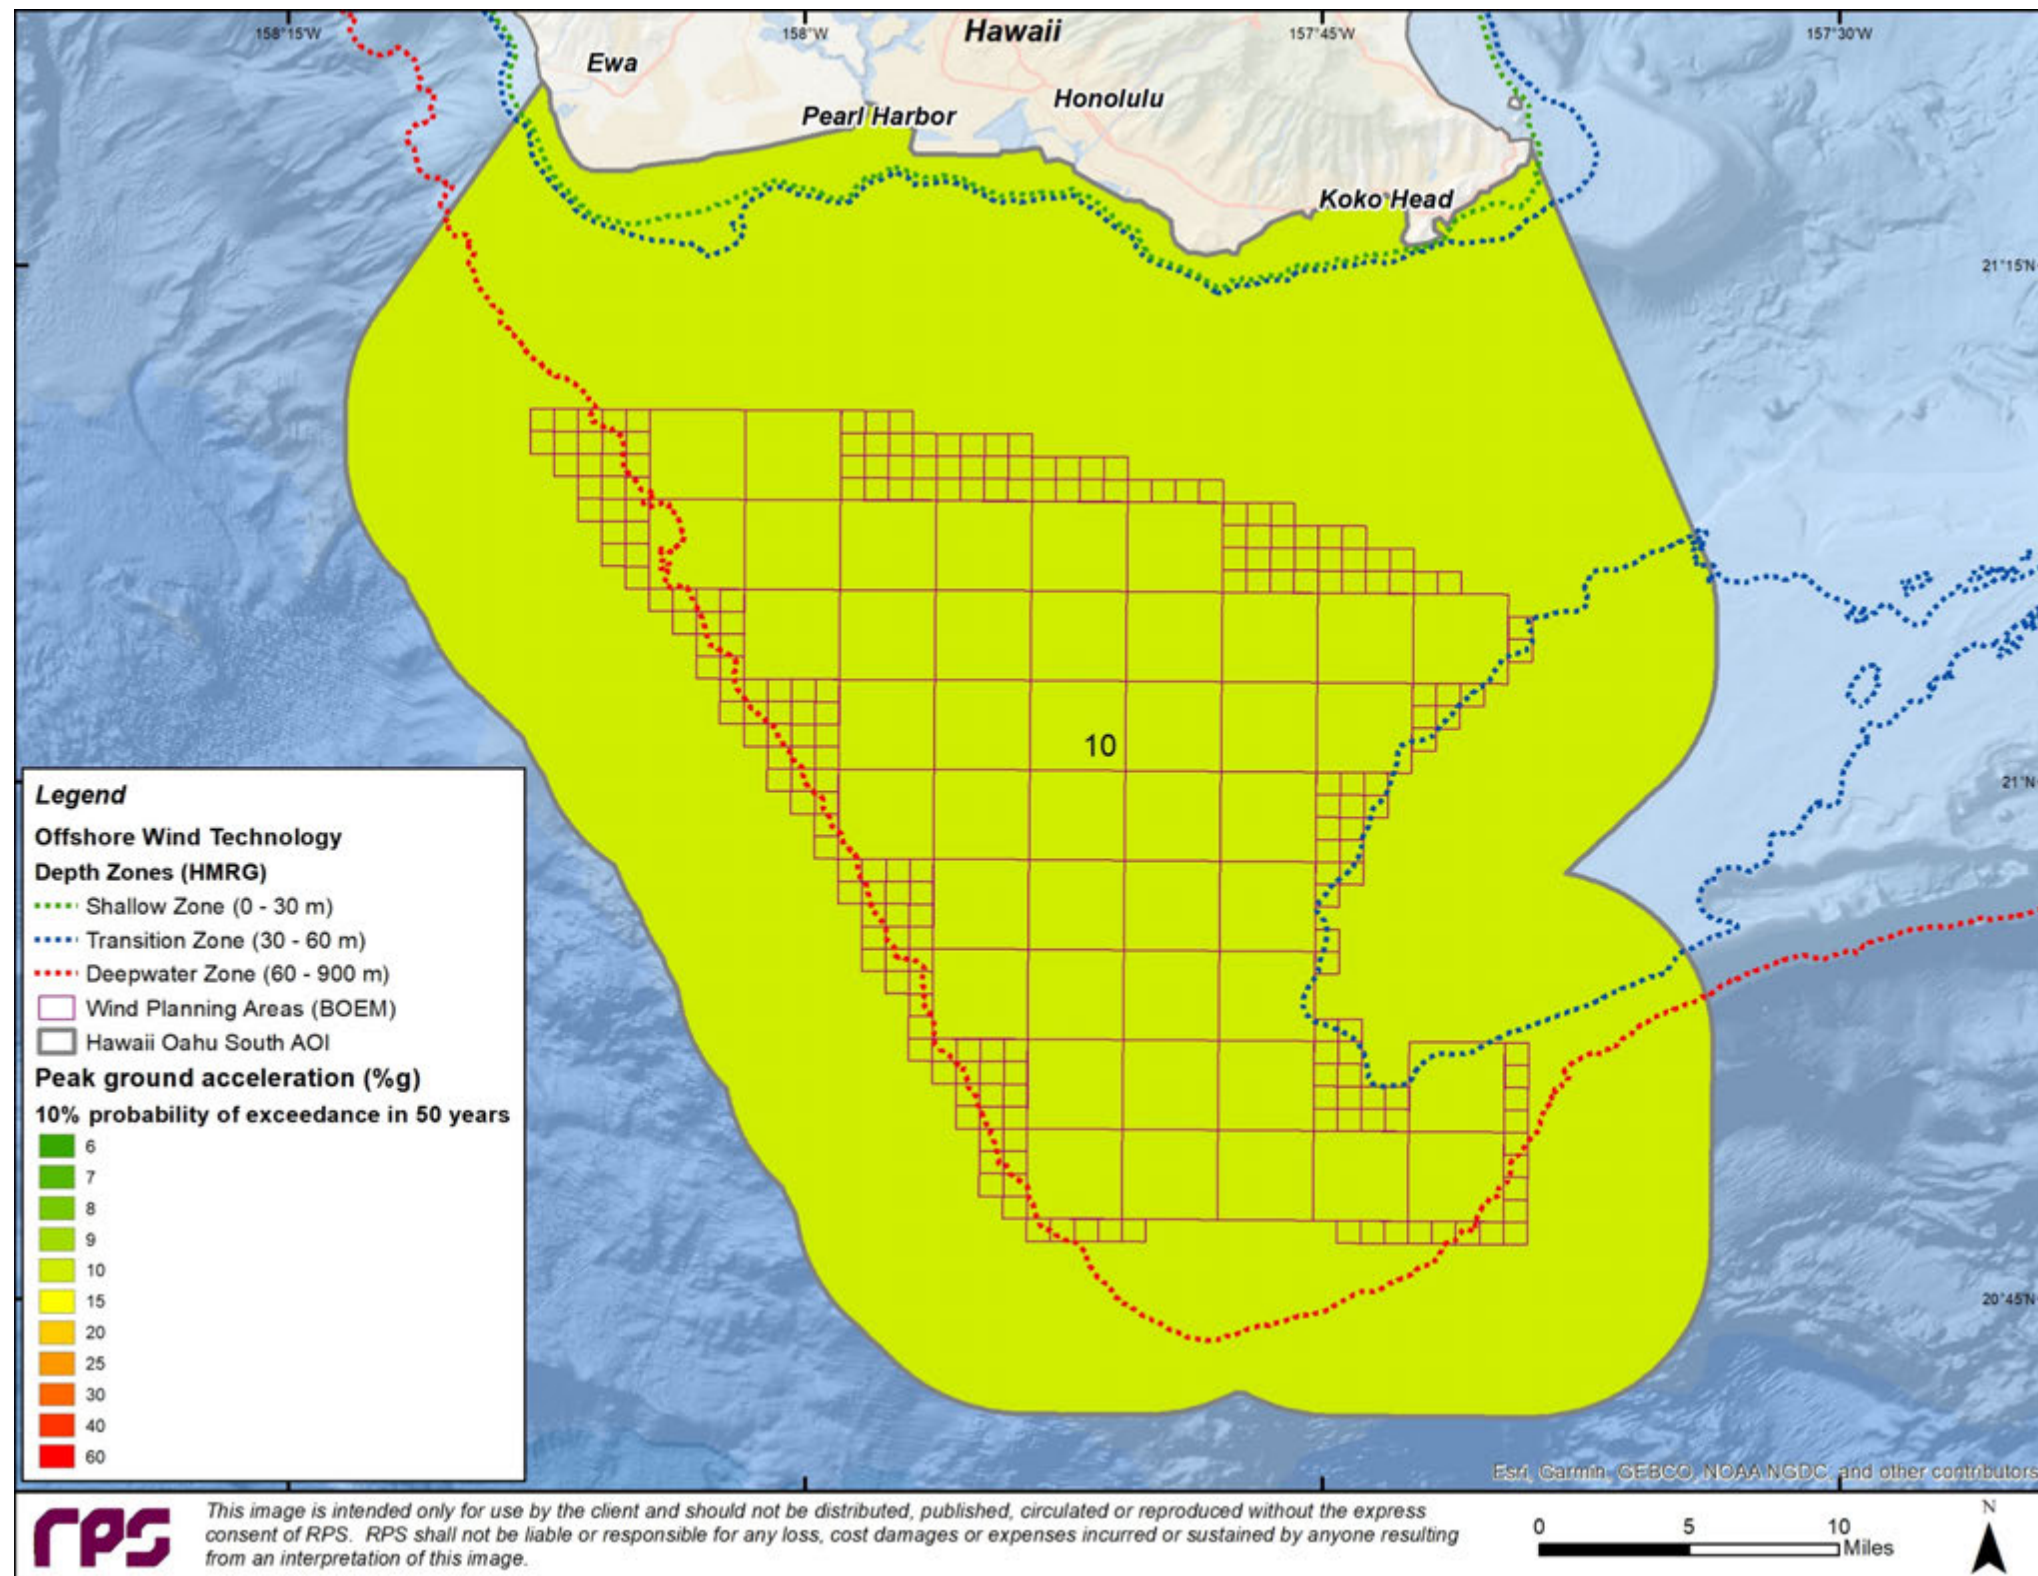 Hawaii
158°15'W
158°W
157°45'W
157°30'W
Ewa
Pearl Harbor
Honolulu
Koko Head
21°15'N
10
21°N
20°45'N
Legend
Offshore Wind Technology
Depth Zones (HMRG)
Shallow Zone (0 - 30 m)
Transition Zone (30 - 60 m)
Deepwater Zone (60 - 900 m)
Wind Planning Areas (BOEM)
Hawaii Oahu South AOI
Peak ground acceleration (%g)
10% probability of exceedance in 50 years
6
7
8
9
10
15
20
25
30
40
60
Esri, Garmin, GEBCO, NOAA NGDC, and other contributors
rps
This image is intended only for use by the client and should not be distributed, published, circulated or reproduced without the express
consent of RPS. RPS shall not be liable or responsible for any loss, cost damages or expenses incurred or sustained by anyone resulting
from an interpretation of this image.
0 5 10
Miles
N